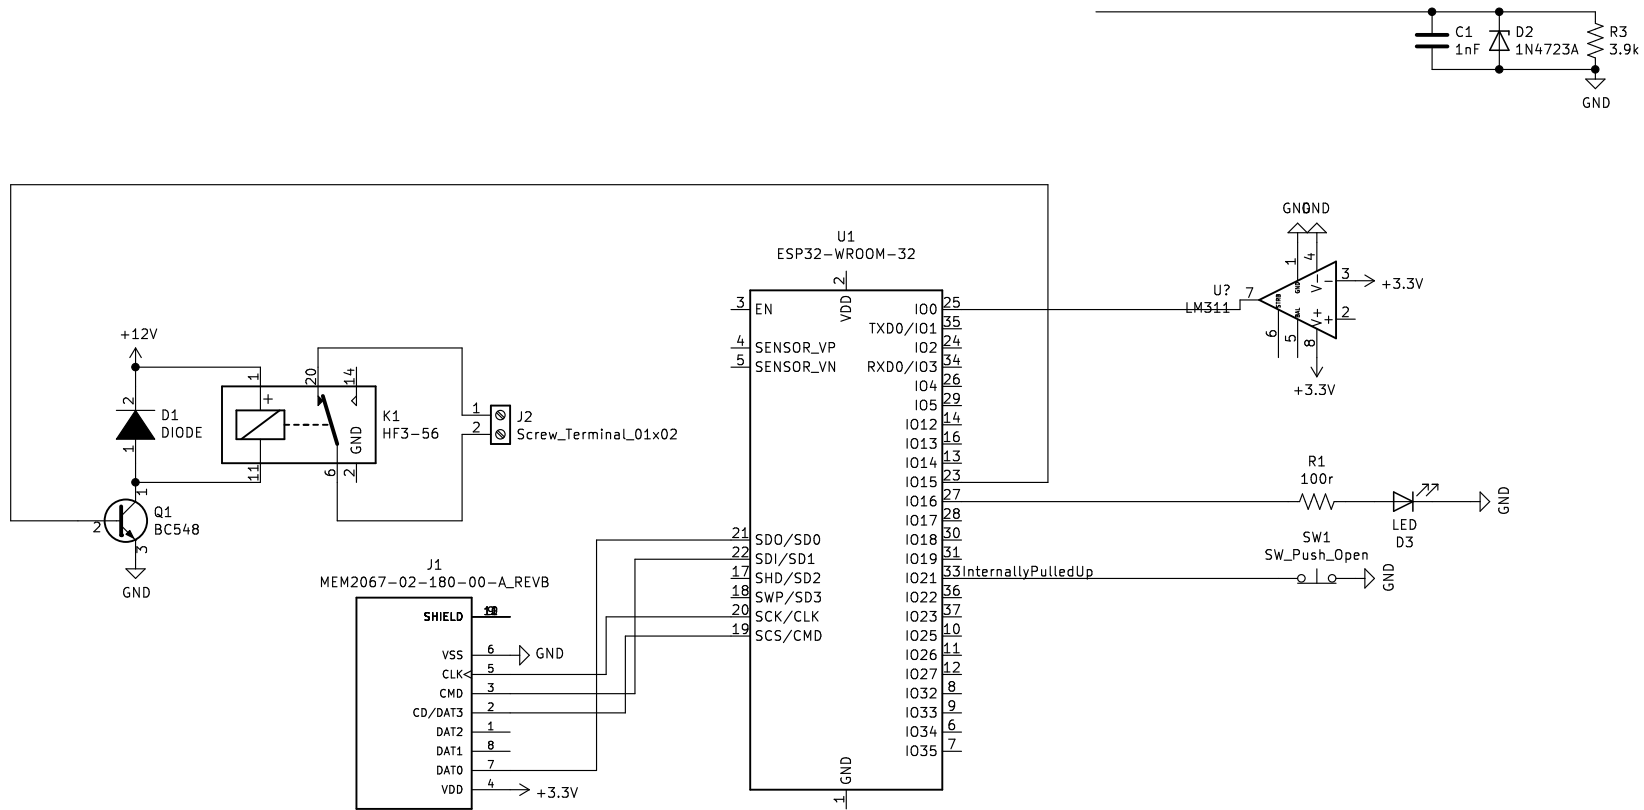 C1
1nF
D2
1N4723A
R3
3.9k
GND
GND
GND
U1
ESP32-WROOM-32
1
4
GND
V-
3
-
+3.3V
U?
LM311
7
STRB
BAL
V+
+
2
6
5
8
+3.3V
2
VDD
3
EN
4
SENSOR_VP
5
SENSOR_VN
21
SDO/SD0
22
SDI/SD1
17
SHD/SD2
18
SWP/SD3
20
SCK/CLK
19
SCS/CMD
IO0
25
TXD0/IO1
35
IO2
24
RXD0/IO3
34
IO4
26
IO5
29
IO12
14
IO13
16
IO14
13
IO15
23
IO16
27
IO17
28
IO18
30
IO19
31
IO21
33
InternallyPulledUp
IO22
36
IO23
37
IO25
10
IO26
11
IO27
12
IO32
8
IO33
9
IO34
6
IO35
7
GND
1
+12V
2
D1
DIODE
1
1
20
14
+
K1
HF3-56
GND
11
6
2
1
2
J2
Screw_Terminal_01x02
1
2
Q1
BC548
3
GND
R1
100r
LED
D3
GND
SW1
SW_Push_Open
GND
J1
MEM2067-02-180-00-A_REVB
SHIELD
VSS
6
GND
CLK
5
CMD
3
CD/DAT3
2
DAT2
1
DAT1
8
DAT0
7
VDD
4
+3.3V